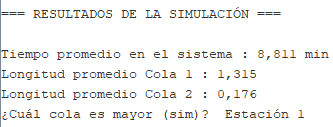 === RESULTADOS DE LA SIMULACIÓN ===
Tiempo promedio en el sistema : 8,811 min
Longitud promedio Cola 1 : 1,315
Longitud promedio Cola 2 : 0,176
¿Cuál cola es mayor (sim)? Estación 1